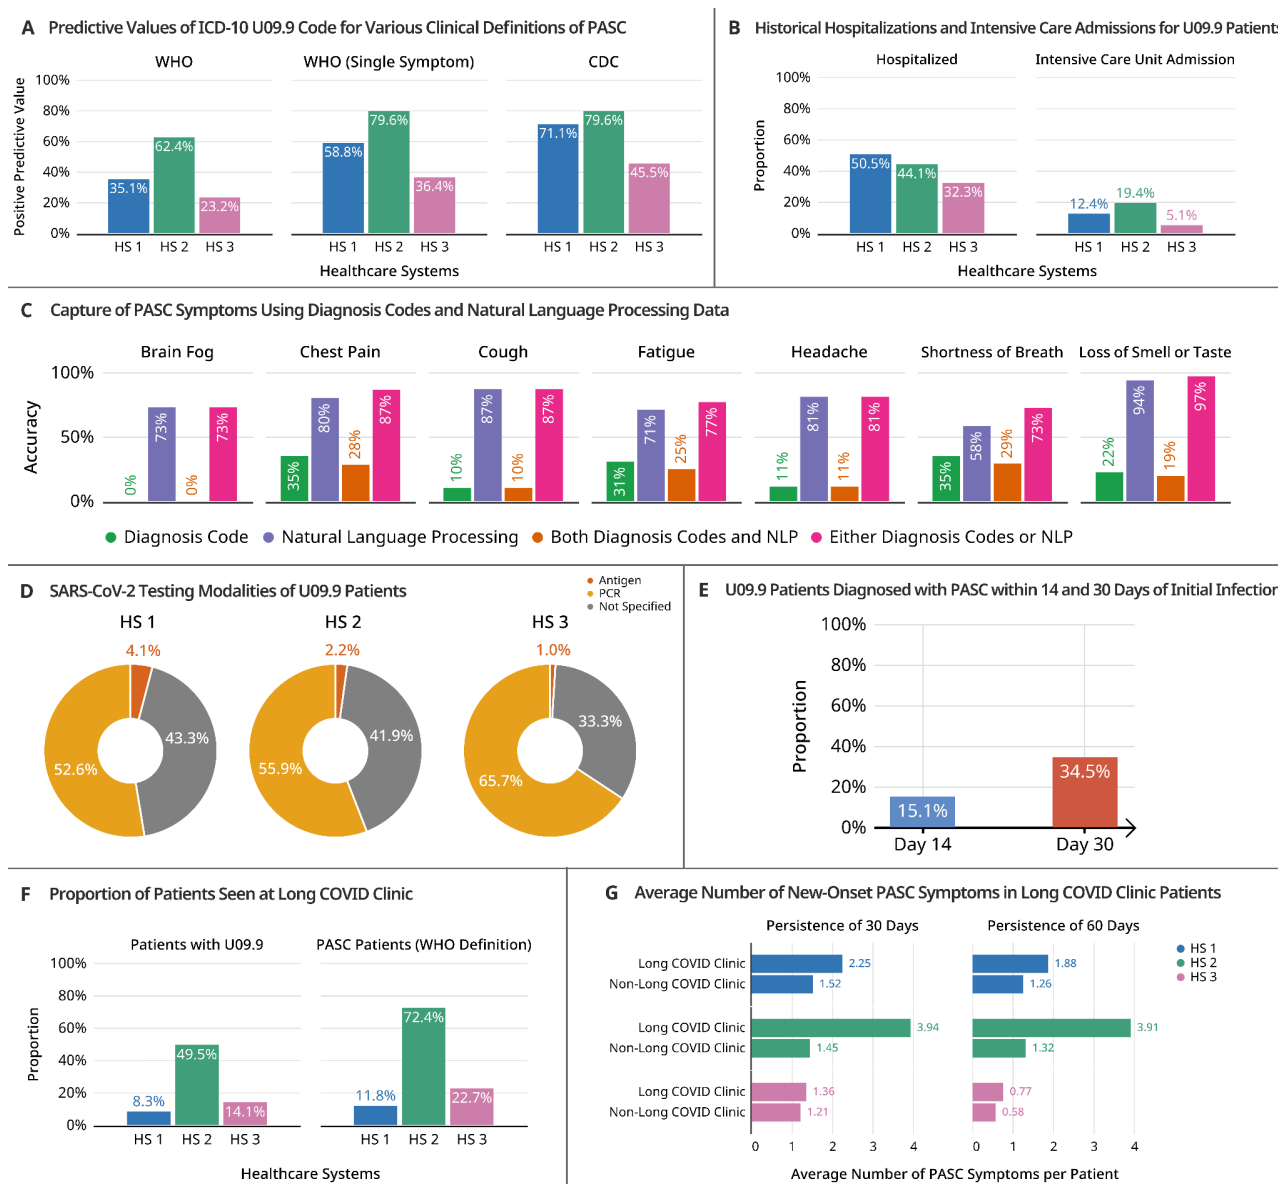 A Predictive Values of ICD-10 U09.9 Code for Various Clinical Definitions of PASC
WHO
WHO (Single Symptom)
CDC
Positive Predictive Value
100%
80%
60%
40%
20%
0%
35.1%
62.4%
23.2%
58.8%
79.6%
36.4%
71.1%
79.6%
45.5%
HS 1 HS 2 HS 3
HS 1 HS 2 HS 3
HS 1 HS 2 HS 3
Healthcare Systems
B Historical Hospitalizations and Intensive Care Admissions for U09.9 Patients
Hospitalized
Intensive Care Unit Admission
Proportion
100%
80%
60%
40%
20%
0%
50.5%
44.1%
32.3%
12.4%
19.4%
5.1%
HS 1 HS 2 HS 3
HS 1 HS 2 HS 3
Healthcare Systems
C Capture of PASC Symptoms Using Diagnosis Codes and Natural Language Processing Data
Brain Fog
Chest Pain
Cough
Fatigue
Headache
Shortness of Breath
Loss of Smell or Taste
Accuracy
100%
50%
0%
0%
73%
0%
73%
35%
80%
28%
87%
10%
87%
10%
87%
31%
71%
25%
77%
11%
81%
11%
81%
35%
58%
29%
73%
22%
94%
19%
97%
Diagnosis Code
Natural Language Processing
Both Diagnosis Codes and NLP
Either Diagnosis Codes or NLP
D SARS-CoV-2 Testing Modalities of U09.9 Patients
Antigen
PCR
Not Specified
HS 1
4.1%
43.3%
52.6%
HS 2
2.2%
41.9%
55.9%
HS 3
1.0%
33.3%
65.7%
E U09.9 Patients Diagnosed with PASC within 14 and 30 Days of Initial Infection
Proportion
100%
80%
60%
40%
20%
0%
15.1%
34.5%
Day 14
Day 30
F Proportion of Patients Seen at Long COVID Clinic
Patients with U09.9
PASC Patients (WHO Definition)
Proportion
100%
80%
60%
40%
20%
0%
8.3%
49.5%
14.1%
11.8%
72.4%
22.7%
HS 1 HS 2 HS 3
HS 1 HS 2 HS 3
Healthcare Systems
G Average Number of New-Onset PASC Symptoms in Long COVID Clinic Patients
Persistence of 30 Days
Persistence of 60 Days
HS 1
HS 2
HS 3
Long COVID Clinic
2.25
1.88
Non-Long COVID Clinic
1.52
1.26
Long COVID Clinic
3.94
3.91
Non-Long COVID Clinic
1.45
1.32
Long COVID Clinic
1.36
0.77
Non-Long COVID Clinic
1.21
0.58
0 1 2 3 4
0 1 2 3 4
Average Number of PASC Symptoms per Patient